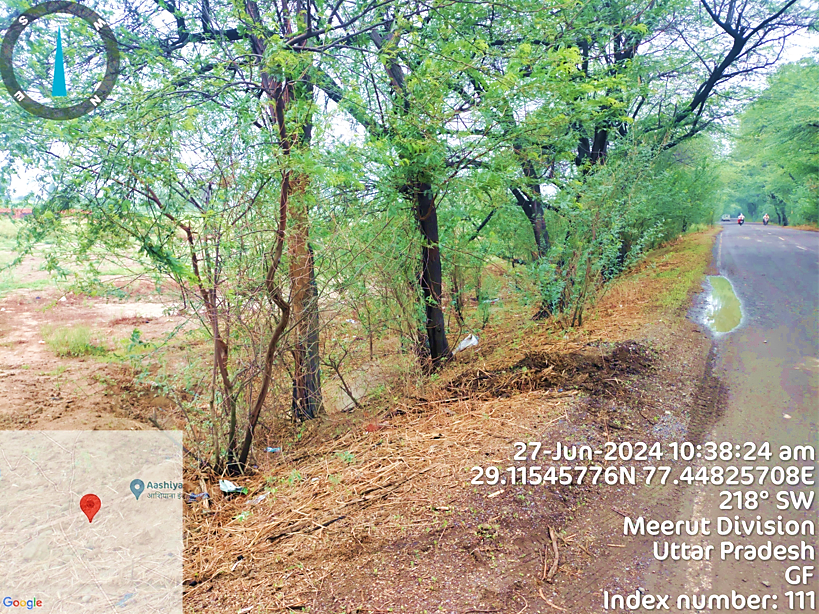 S
W
E
N
27-Jun-2024 10:38:24 am
29.11545776N 77.44825708E
218° SW
Meerut Division
Uttar Pradesh
GF
Index number: 111
Aashiya
Google